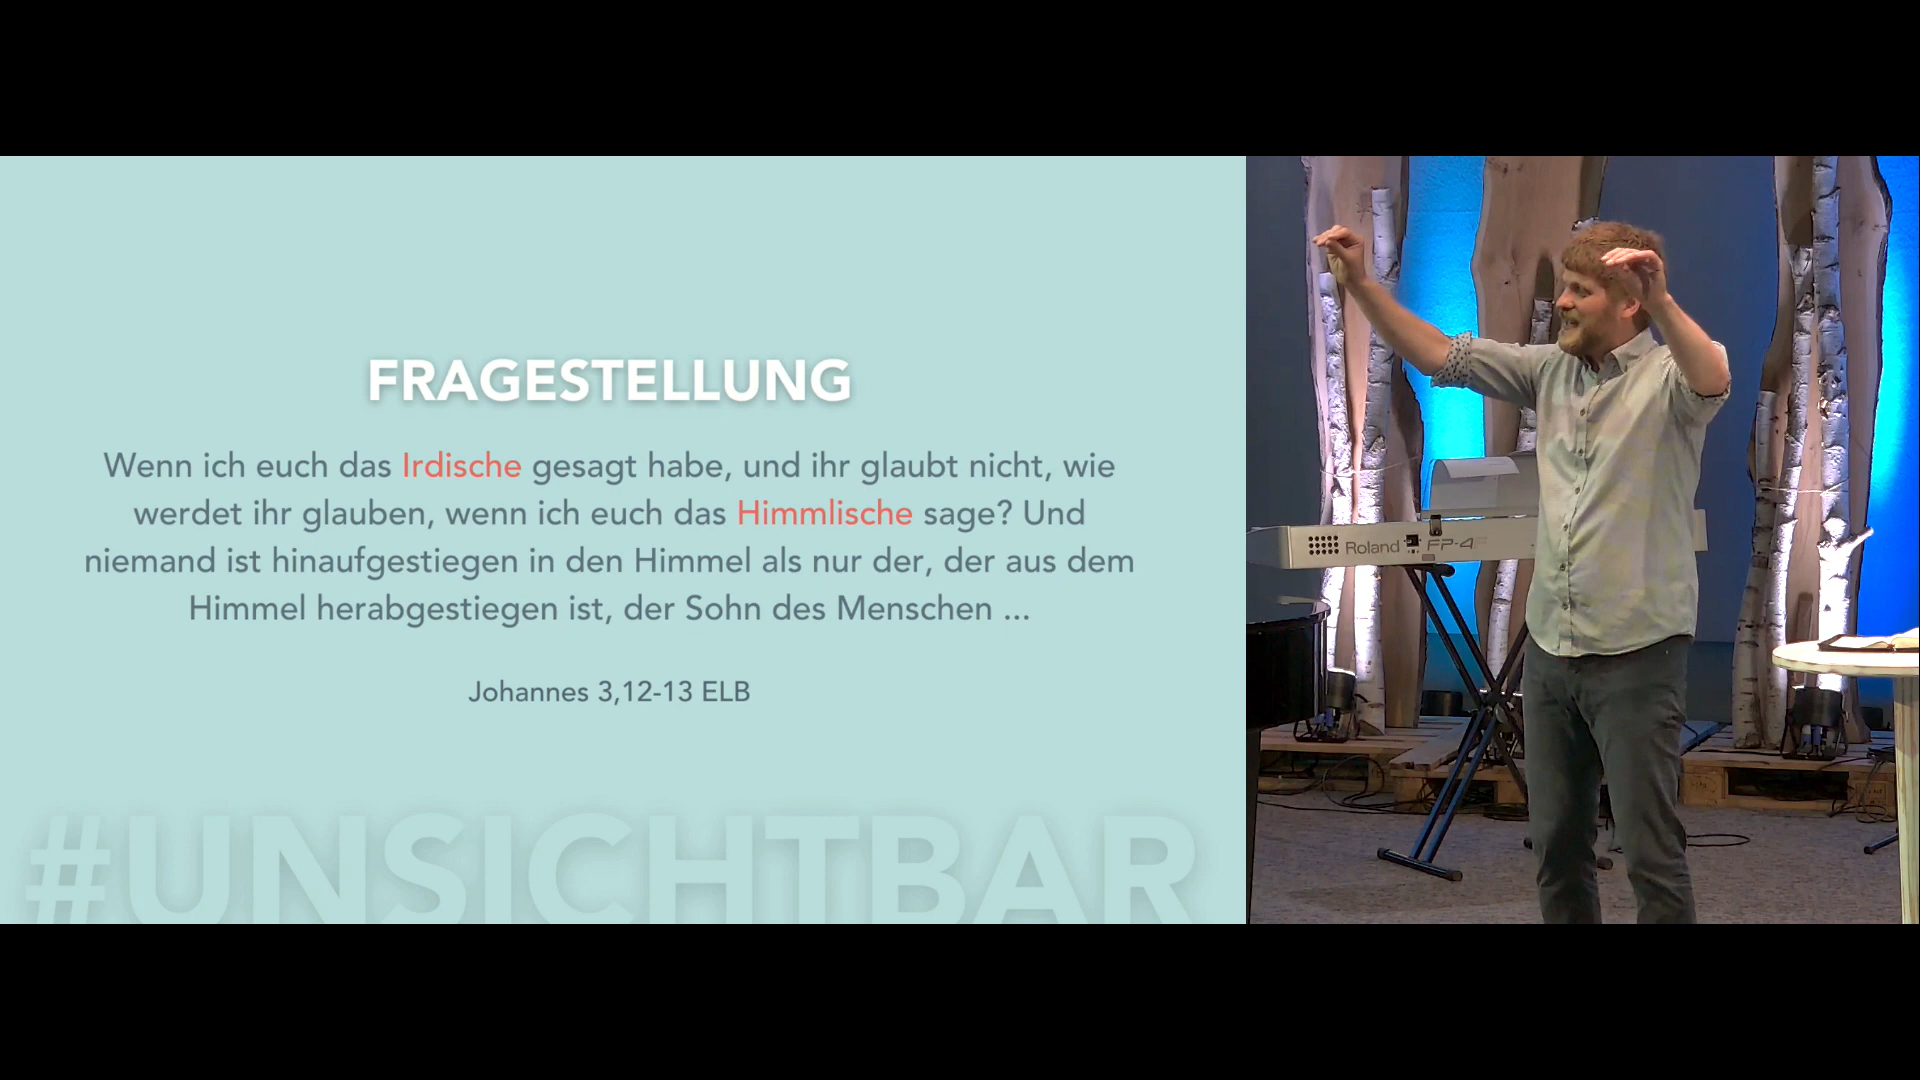 FRAGESTELLUNG
Wenn ich euch das Irdische gesagt habe, und ihr glaubt nicht, wie
werdet ihr glauben, wenn ich euch das Himmlische sage? Und
niemand ist hinaufgestiegen in den Himmel als nur der, der aus dem
Himmel herabgestiegen ist, der Sohn des Menschen ...
Johannes 3,12-13 ELB
#UNSICHTBAR
Roland FP-4F